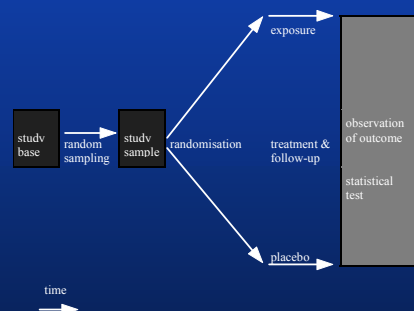 exposure
study
base
random
sampling
study
sample
randomisation
treatment &
follow-up
observation
of outcome
statistical
test
placebo
time